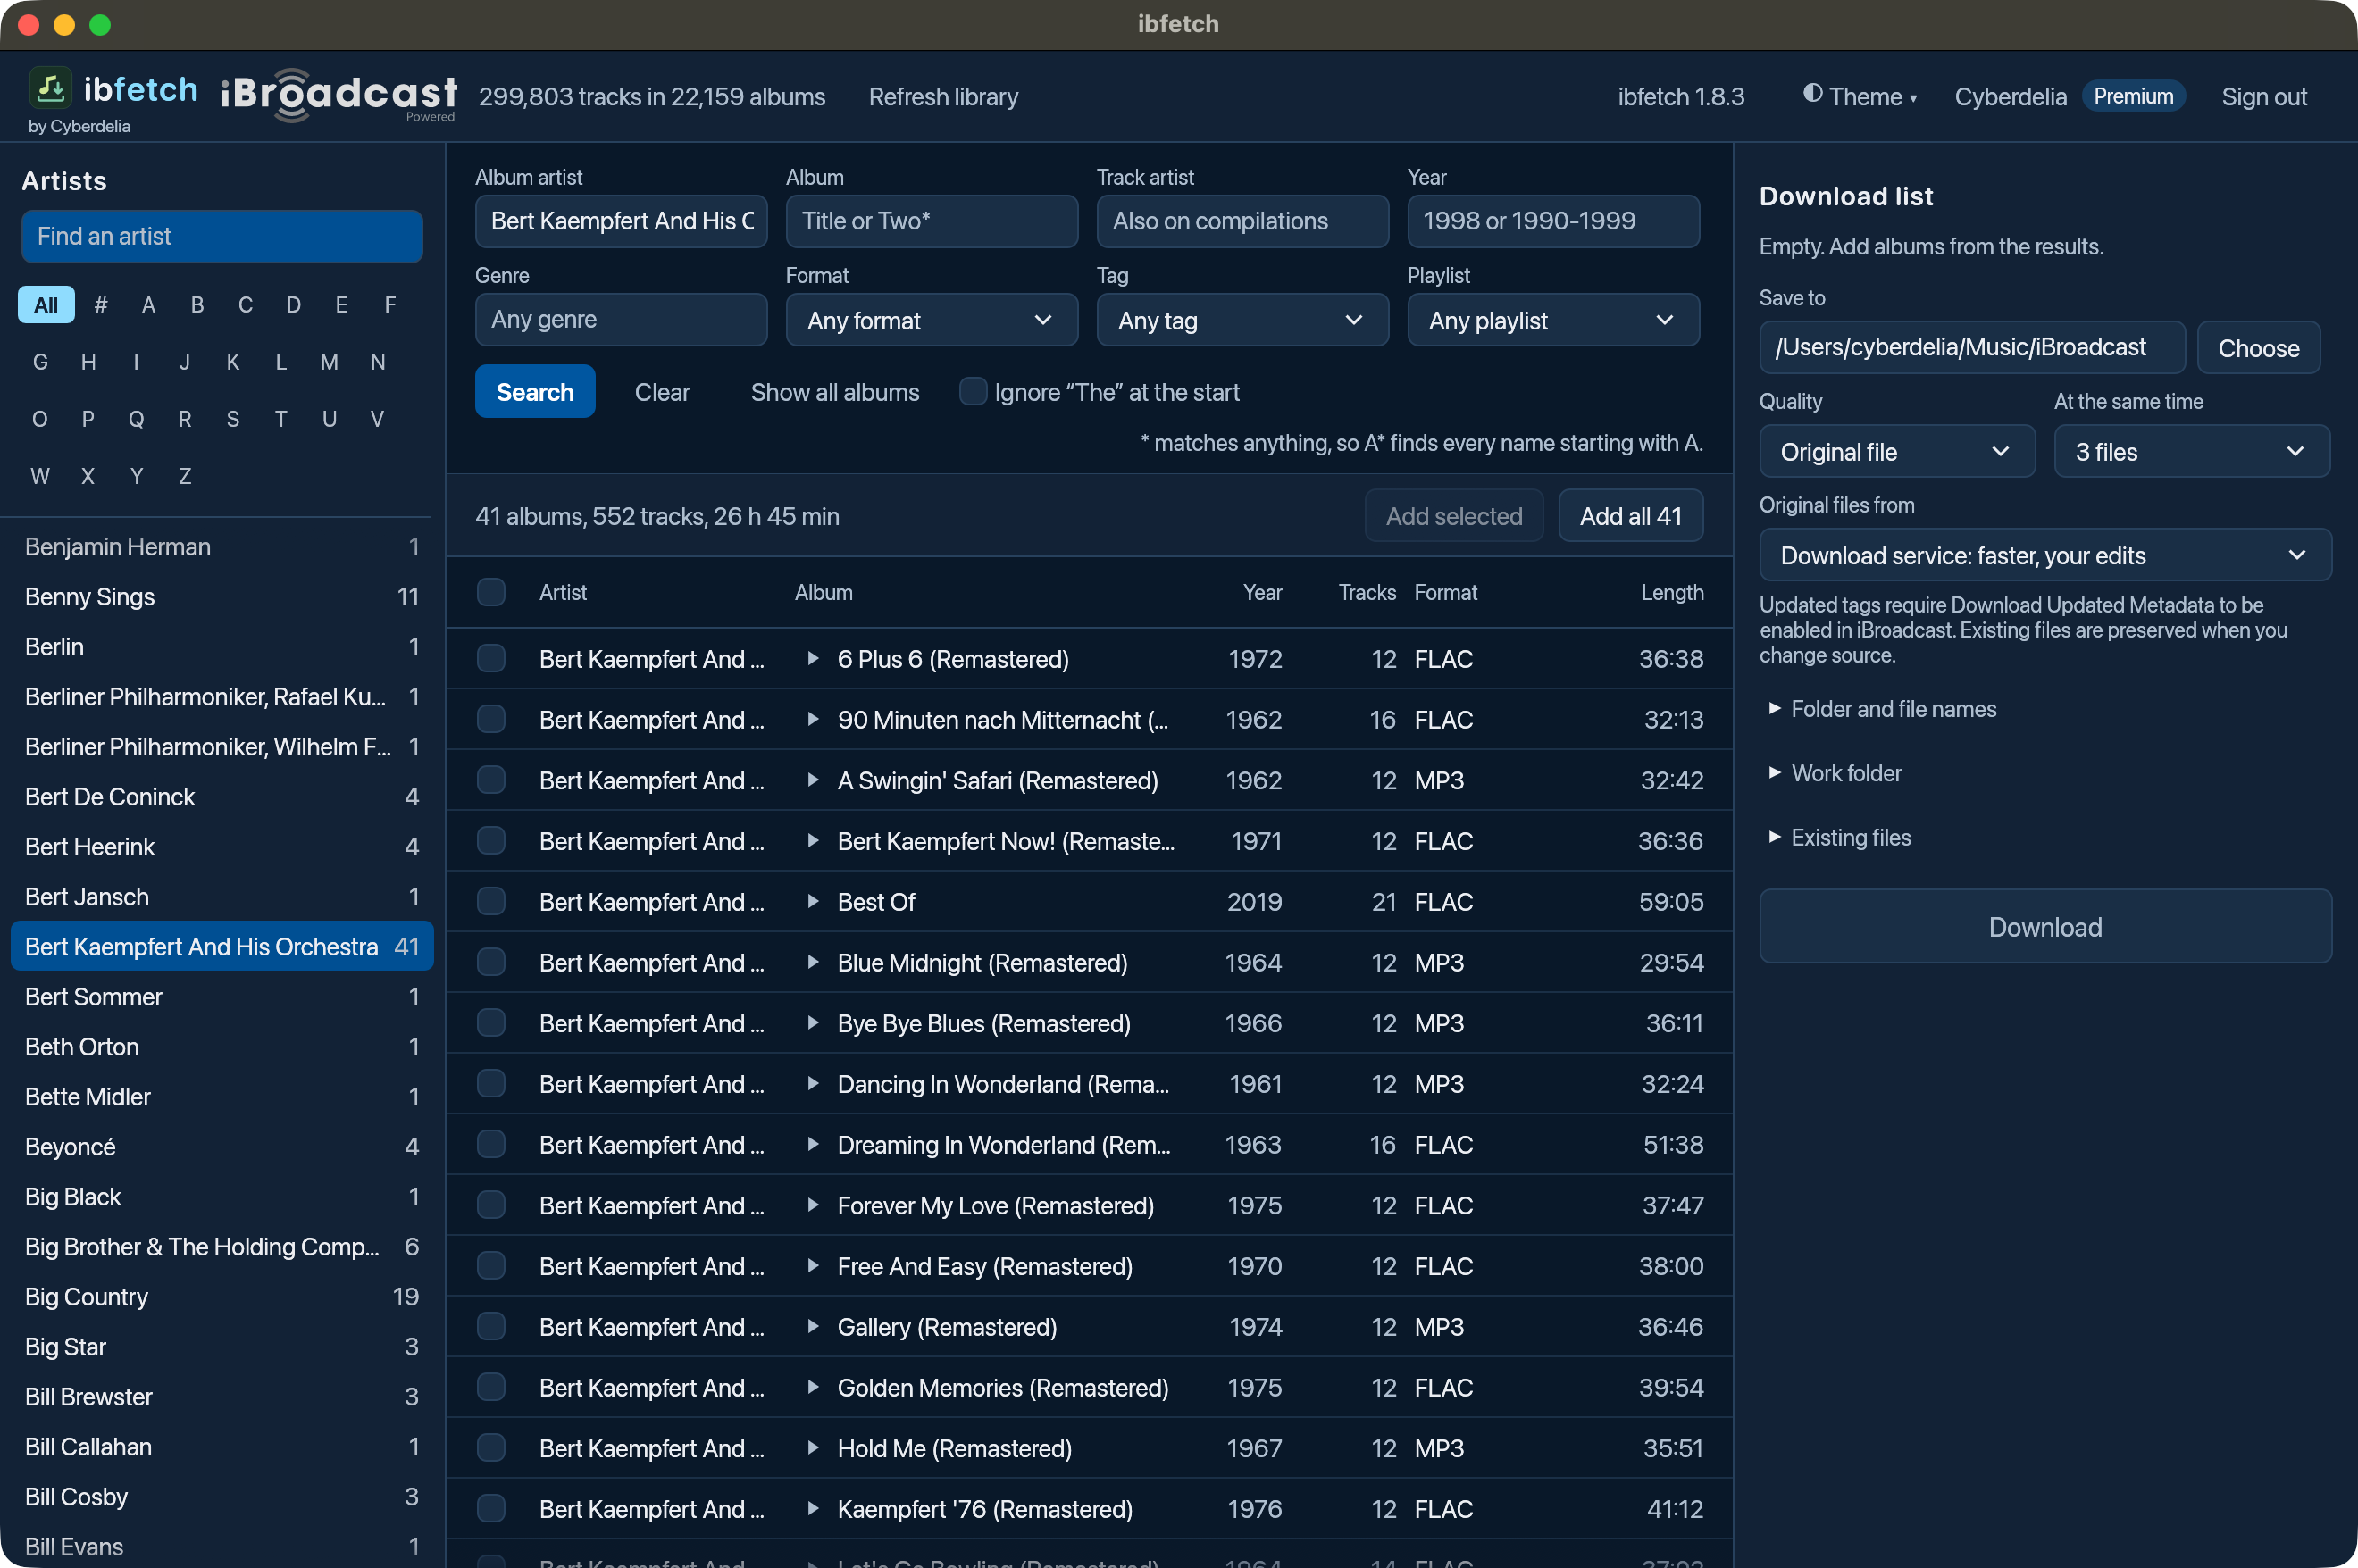 ibfetch
ibfetch
by Cyberdelia
iBroadcast
Powered
299,803 tracks in 22,159 albums
Refresh library
ibfetch 1.8.3
Theme
Cyberdelia
Premium
Sign out
Artists
Find an artist
All # A B C D E F
G H I J K L M N
O P Q R S T U V
W X Y Z
Benjamin Herman 1
Benny Sings 11
Berlin 1
Berliner Philharmoniker, Rafael Ku... 1
Berliner Philharmoniker, Wilhelm F... 1
Bert De Coninck 4
Bert Heerink 4
Bert Jansch 1
Bert Kaempfert And His Orchestra 41
Bert Sommer 1
Beth Orton 1
Bette Midler 1
Beyoncé 4
Big Black 1
Big Brother & The Holding Comp... 6
Big Country 19
Big Star 3
Bill Brewster 3
Bill Callahan 1
Bill Cosby 3
Bill Evans 1
Album artist Album Track artist Year
Bert Kaempfert And His C Title or Two* Also on compilations 1998 or 1990-1999
Genre Format Tag Playlist
Any genre Any format Any tag Any playlist
Search Clear Show all albums Ignore “The” at the start
* matches anything, so A* finds every name starting with A.
41 albums, 552 tracks, 26 h 45 min Add selected Add all 41
Artist Album Year Tracks Format Length
Bert Kaempfert And ... 6 Plus 6 (Remastered) 1972 12 FLAC 36:38
Bert Kaempfert And ... 90 Minuten nach Mitternacht (... 1962 16 FLAC 32:13
Bert Kaempfert And ... A Swingin' Safari (Remastered) 1962 12 MP3 32:42
Bert Kaempfert And ... Bert Kaempfert Now! (Remaste... 1971 12 FLAC 36:36
Bert Kaempfert And ... Best Of 2019 21 FLAC 59:05
Bert Kaempfert And ... Blue Midnight (Remastered) 1964 12 MP3 29:54
Bert Kaempfert And ... Bye Bye Blues (Remastered) 1966 12 MP3 36:11
Bert Kaempfert And ... Dancing In Wonderland (Rema... 1961 12 MP3 32:24
Bert Kaempfert And ... Dreaming In Wonderland (Rem... 1963 16 FLAC 51:38
Bert Kaempfert And ... Forever My Love (Remastered) 1975 12 FLAC 37:47
Bert Kaempfert And ... Free And Easy (Remastered) 1970 12 FLAC 38:00
Bert Kaempfert And ... Gallery (Remastered) 1974 12 MP3 36:46
Bert Kaempfert And ... Golden Memories (Remastered) 1975 12 FLAC 39:54
Bert Kaempfert And ... Hold Me (Remastered) 1967 12 MP3 35:51
Bert Kaempfert And ... Kaempfert '76 (Remastered) 1976 12 FLAC 41:12
Bert Kaempfert And ... Let's Go Bowling (Remastered) 1964 14 FLAC 37:02
Download list
Empty. Add albums from the results.
Save to
/Users/cyberdelia/Music/iBroadcast Choose
Quality At the same time
Original file 3 files
Original files from
Download service: faster, your edits
Updated tags require Download Updated Metadata to be
enabled in iBroadcast. Existing files are preserved when you
change source.
Folder and file names
Work folder
Existing files
Download